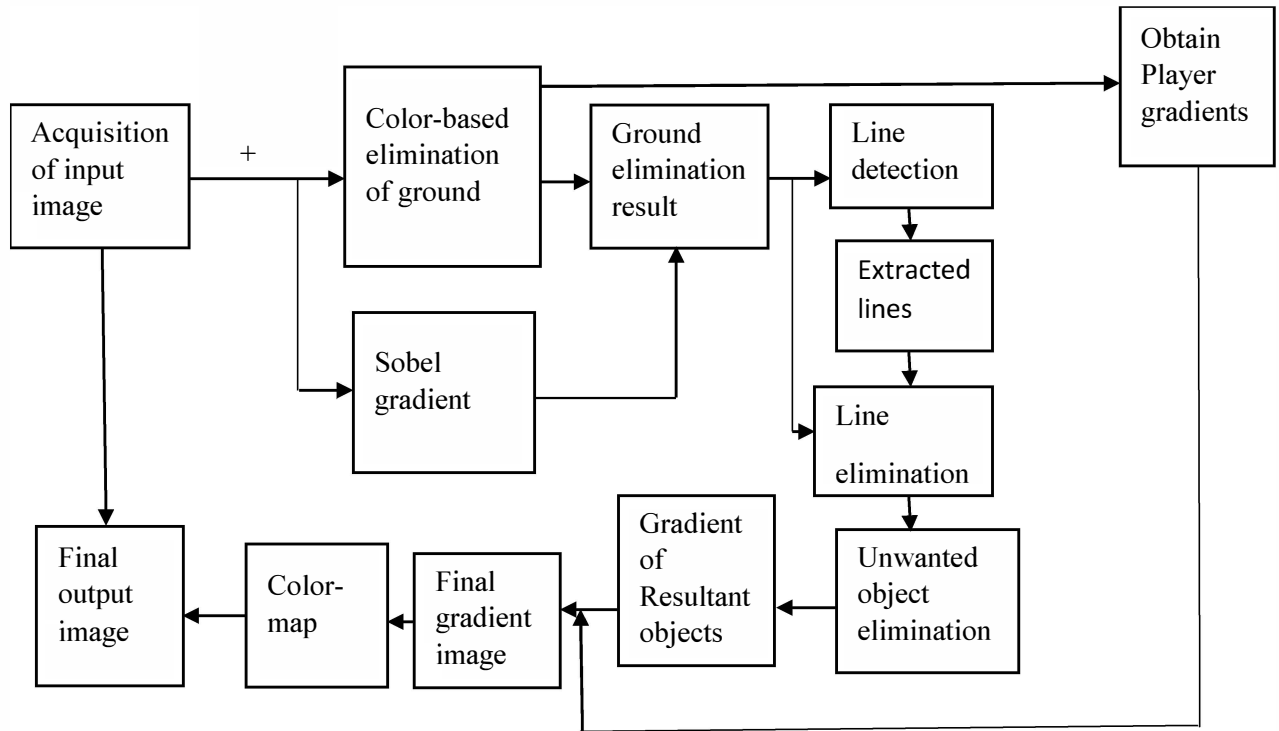 Acquisition
of input
image
+
Color-based
elimination
of ground
Ground
elimination
result
Line
detection
Obtain
Player
gradients
Extracted
lines
Sobel
gradient
Line
elimination
Unwanted
object
elimination
Gradient
of
Resultant
objects
Final
gradient
image
Color-
map
Final
output
image